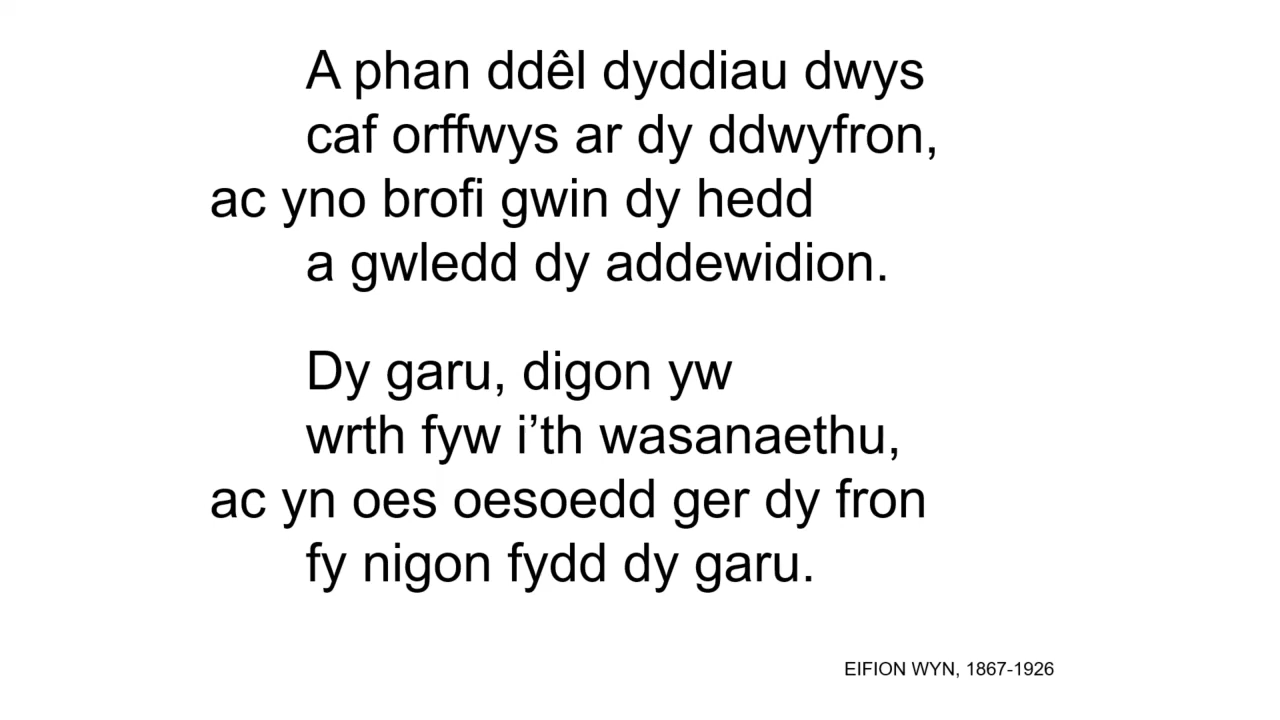 A phan ddêl dyddiau dwys
caf orffwys ar dy ddwyfron,
ac yno brofi gwin dy hedd
a gwledd dy addewidion.
Dy garu, digon yw
wrth fyw i’th wasanaethu,
ac yn oes oesoedd ger dy fron
fy nigon fydd dy garu.
EIFION WYN, 1867-1926